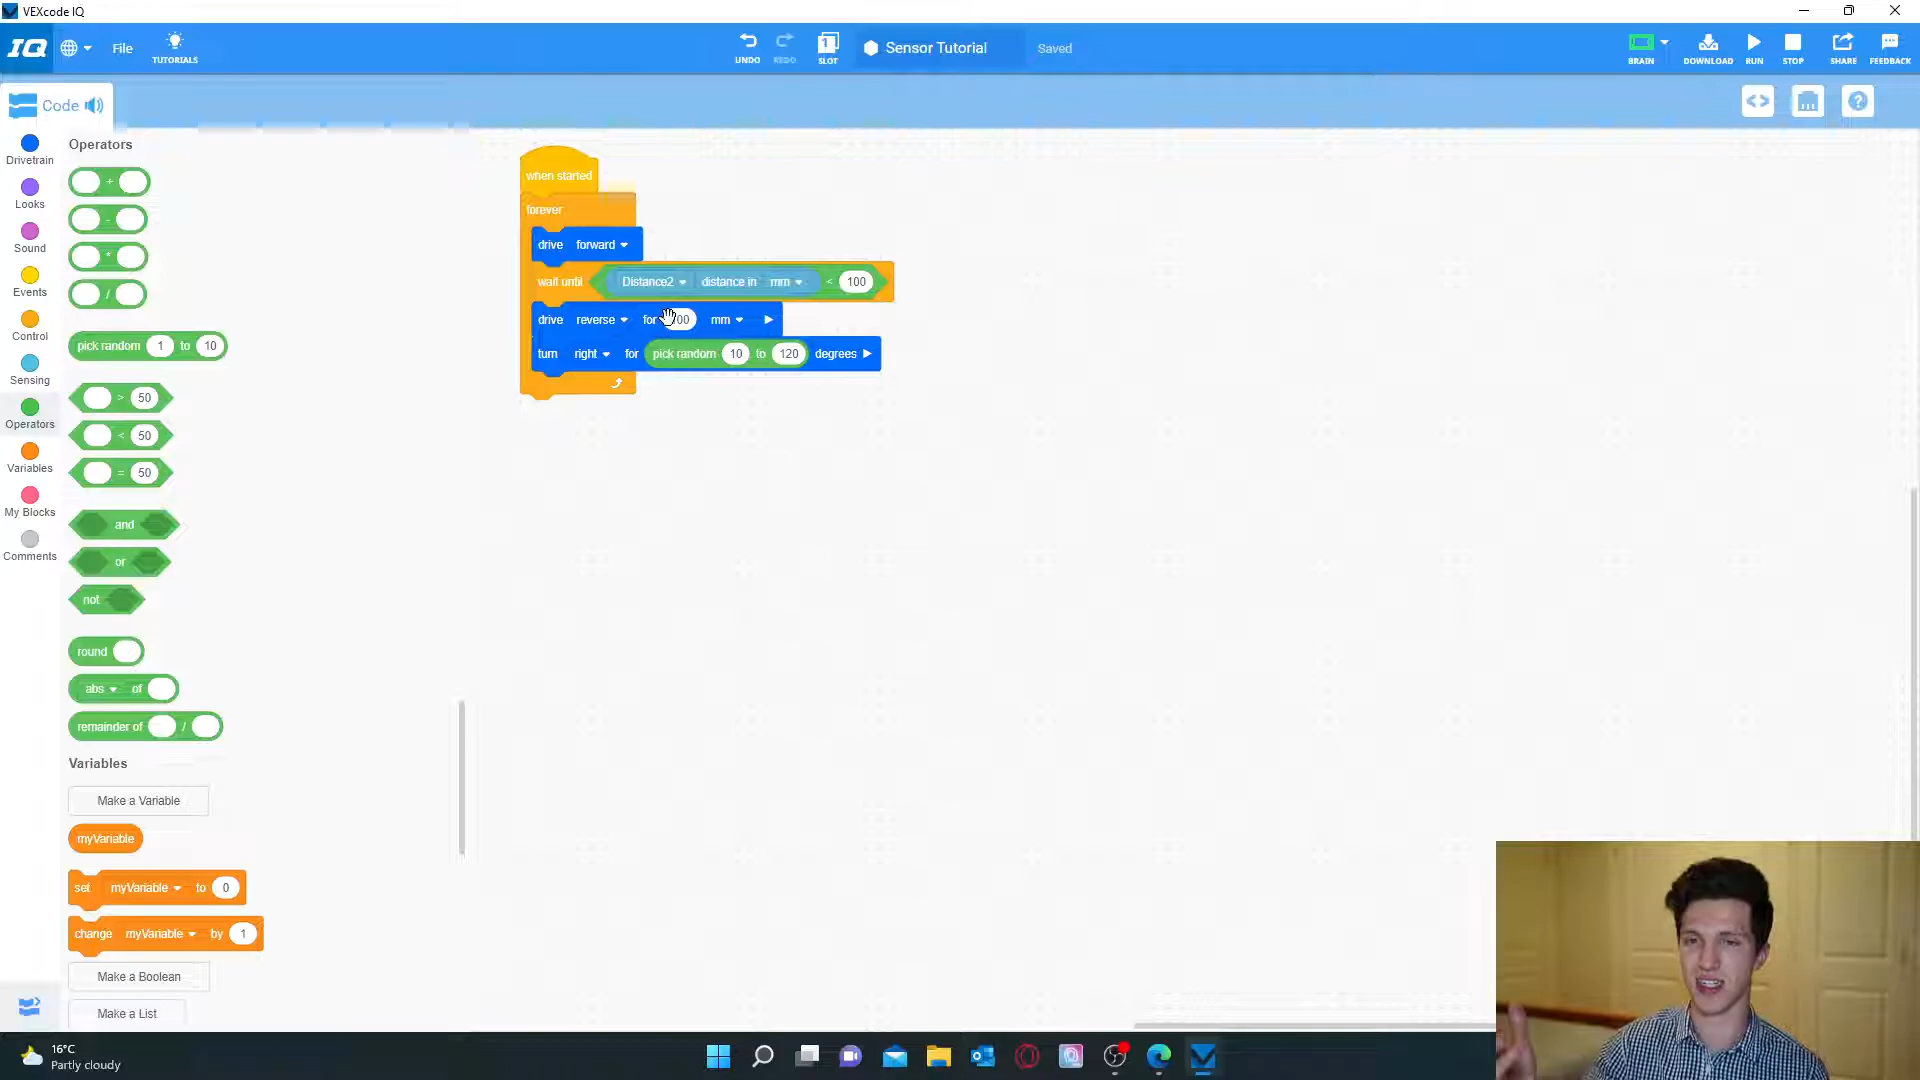 VEXcode IQ
IQ File TUTORIALS UNDO REDO 1 SLOT Sensor Tutorial Saved BRAIN DOWNLOAD RUN STOP SHARE FEEDBACK
Code
Drivetrain
Looks
Sound
Events
Control
Sensing
Operators
Variables
My Blocks
Comments
Operators
+
-
*
/
pick random 1 to 10
> 50
< 50
= 50
and
or
not
round
abs of
remainder of /
Variables
Make a Variable
myVariable
set myVariable to 0
change myVariable by 1
Make a Boolean
Make a List
when started
forever
drive forward
wait until Distance2 distance in mm < 100
drive reverse for mm
turn right for pick random 10 to 120 degrees
16°C
Partly cloudy